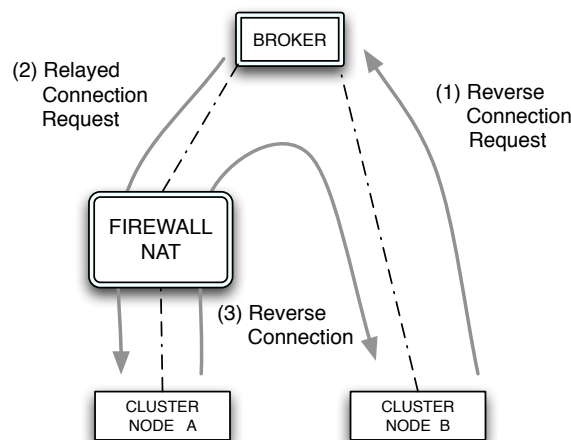 BROKER
(2) Relayed
Connection
Request
(1) Reverse
Connection
Request
FIREWALL
NAT
(3) Reverse
Connection
CLUSTER
NODE A
CLUSTER
NODE B